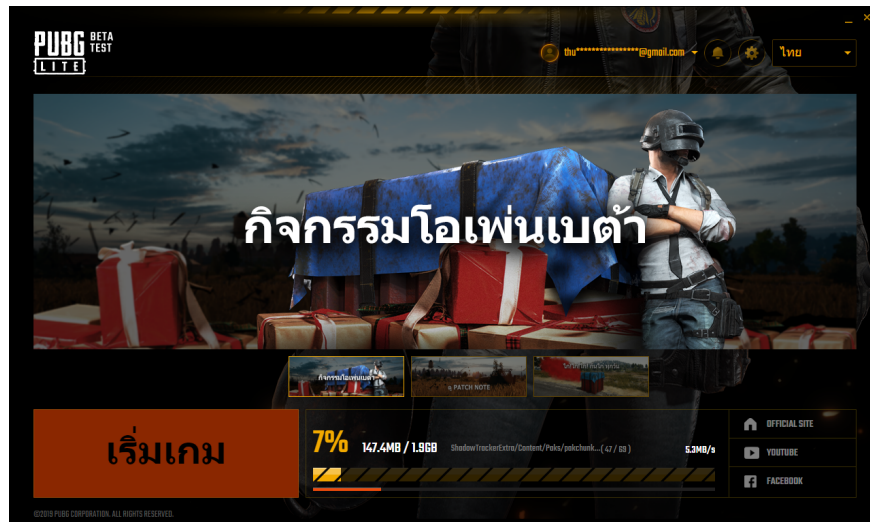 PUBG BETA
TEST
LITE
thu****************@gmail.com
ไทย
กิจกรรมโอเพ่นเบต้า
กิจกรรมโอเพ่นเบต้า
PATCH NOTE
เริ่มเกม
7% 147.4MB / 1.9GB ShadowTrackerExtra/Content/Paks/pakchunk...( 47 / 60 ) 5.3MB/s
OFFICIAL SITE
YOUTUBE
FACEBOOK
©2019 PUBG CORPORATION. ALL RIGHTS RESERVED.